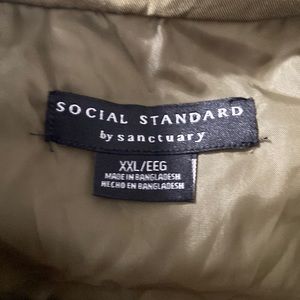 SOCIAL STANDARD
by sanctuary
XXL/EEG
MADE IN BANGLADESH
HECHO EN BANGLADESH